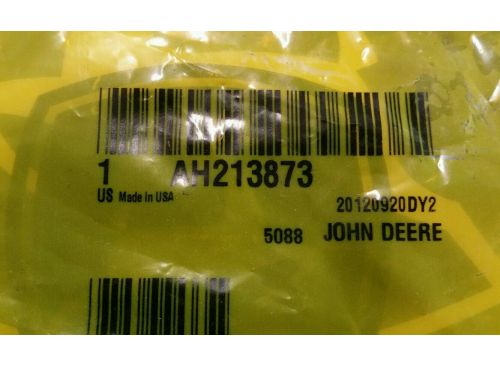 1 AH213873
US Made In USA
20120920DY2
5088 JOHN DEERE